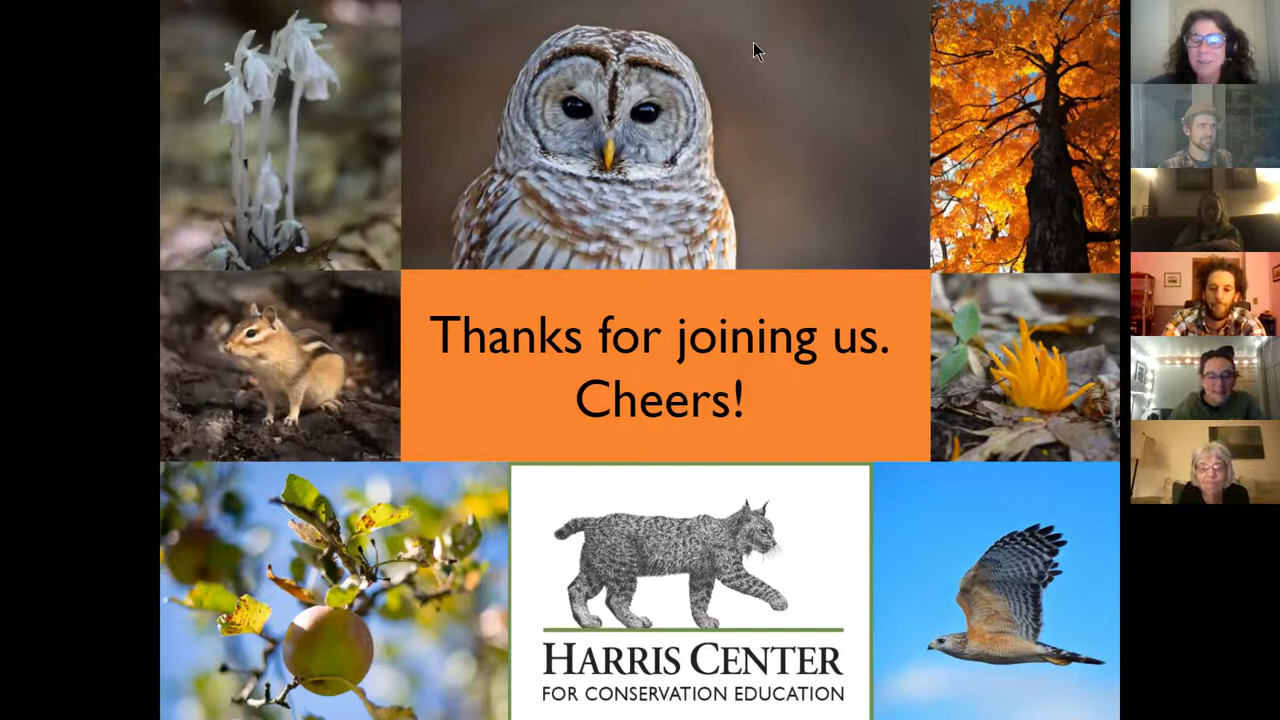 Thanks for joining us.
Cheers!
HARRIS CENTER
FOR CONSERVATION EDUCATION